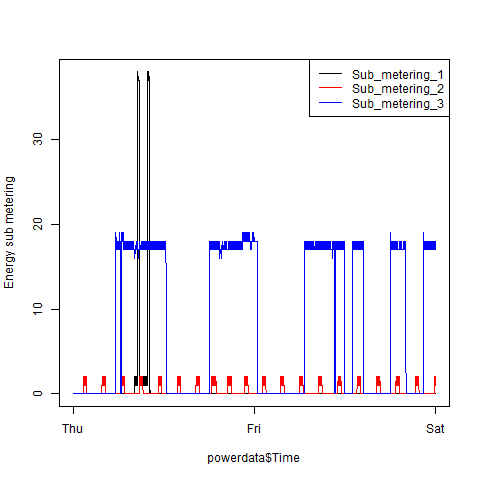 Sub_metering_1
Sub_metering_2
Sub_metering_3
Energy sub metering
30
20
10
0
Thu Fri Sat
powerdata$Time